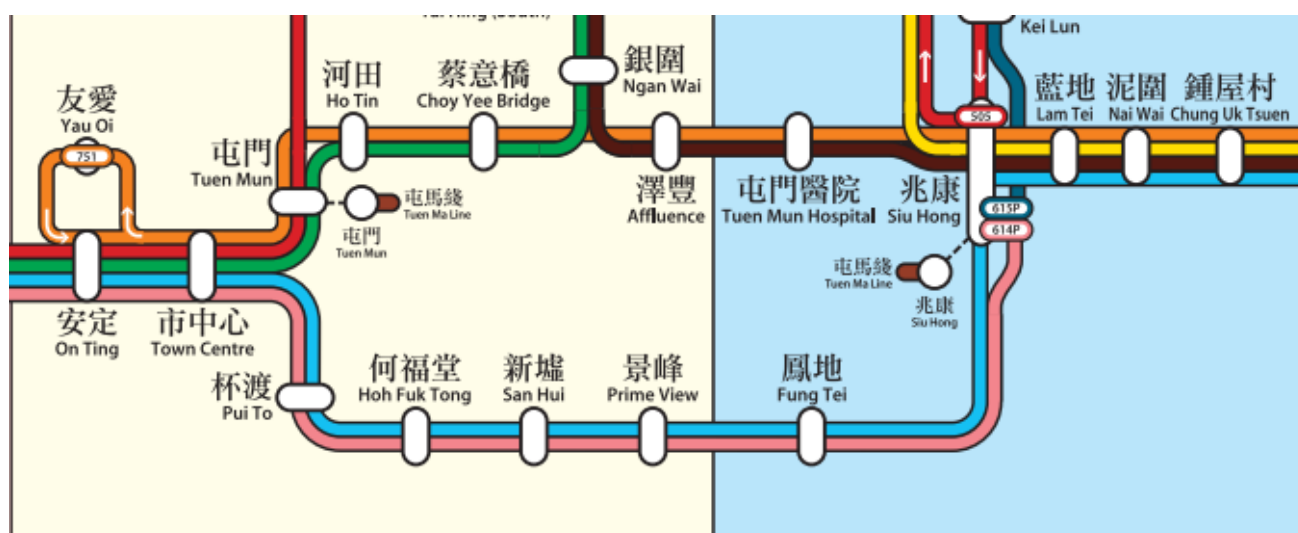 Kei Lun
友愛
Yau Oi
751
屯門
Tuen Mun
河田
Ho Tin
蔡意橋
Choy Yee Bridge
銀圍
Ngan Wai
505
藍地
Lam Tei
泥圍
Nai Wai
鍾屋村
Chung Uk Tsuen
屯馬綫
Tuen Ma Line
屯門
Tuen Mun
澤豐
Affluence
屯門醫院
Tuen Mun Hospital
兆康
Siu Hong
615P
614P
屯馬綫
Tuen Ma Line
兆康
Siu Hong
安定
On Ting
市中心
Town Centre
杯渡
Pui To
何福堂
Hoh Fuk Tong
新墟
San Hui
景峰
Prime View
鳳地
Fung Tei